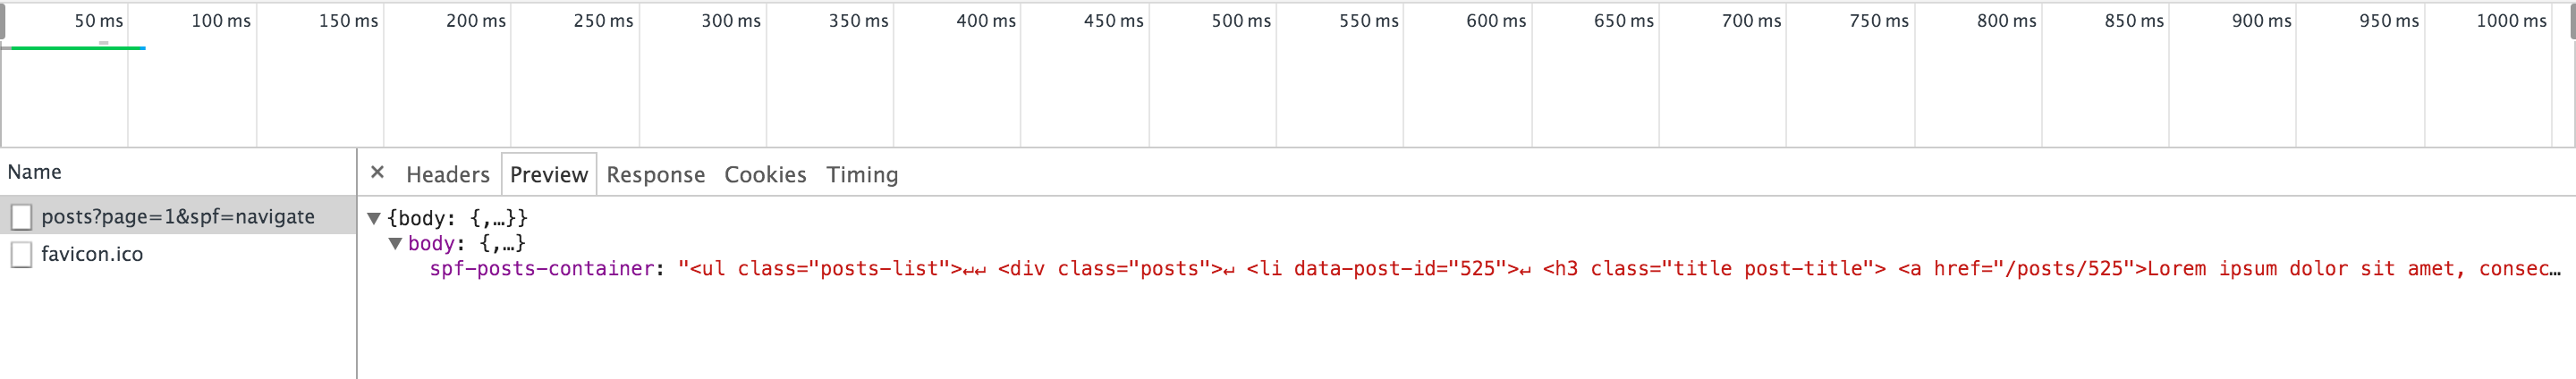 50 ms 100 ms 150 ms 200 ms 250 ms 300 ms 350 ms 400 ms 450 ms 500 ms 550 ms 600 ms 650 ms 700 ms 750 ms 800 ms 850 ms 900 ms 950 ms 1000 ms
Name
× Headers Preview Response Cookies Timing
posts?page=1&spf=navigate
favicon.ico
▼{body: {,…}}
▼body: {,…}
spf-posts-container: "<ul class="posts-list">↵↵ <div class="posts">↵ <li data-post-id="525">↵ <h3 class="title post-title"> <a href="/posts/525">Lorem ipsum dolor sit amet, consec…